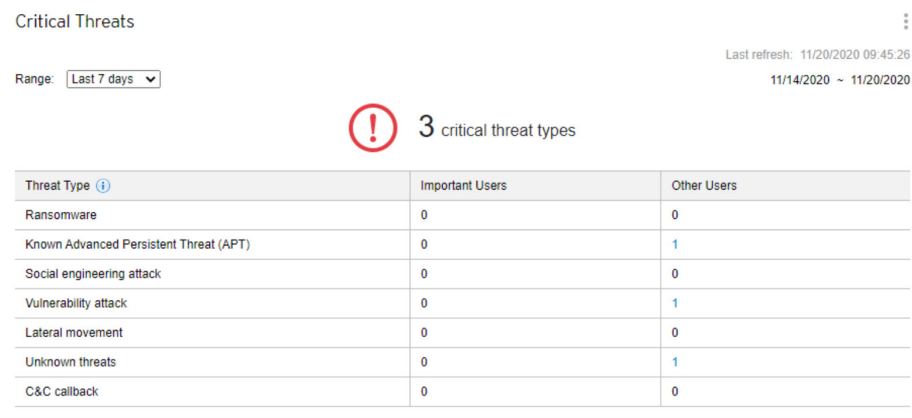 Critical Threats
Last refresh: 11/20/2020 09:45:26
Range: Last 7 days 11/14/2020 ~ 11/20/2020
3 critical threat types
Threat Type Important Users Other Users
Ransomware 0 0
Known Advanced Persistent Threat (APT) 0 1
Social engineering attack 0 0
Vulnerability attack 0 1
Lateral movement 0 0
Unknown threats 0 1
C&C callback 0 0